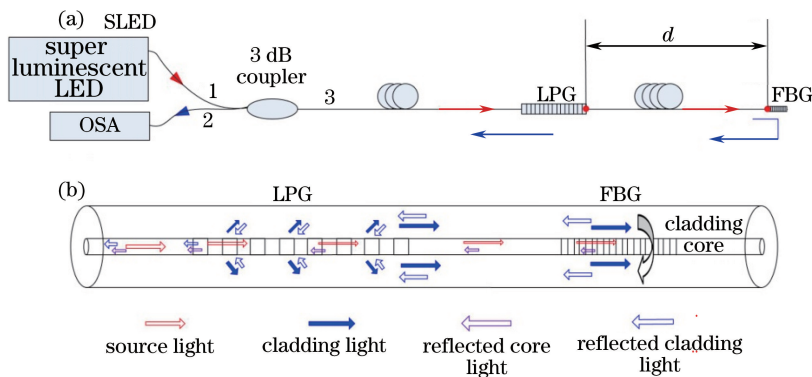 (a)
SLED
super
luminescent
LED
OSA
1
2
3 dB
coupler
3
LPG
d
FBG
(b)
LPG
FBG
cladding
core
source light
cladding light
reflected core
light
reflected cladding
light